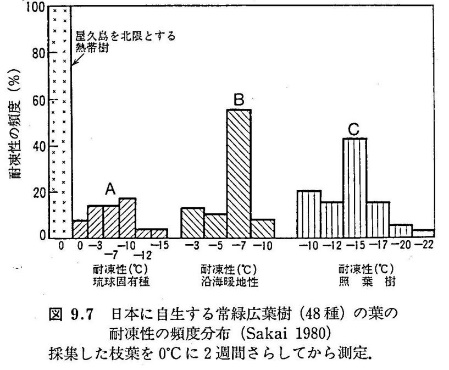 100
80
60
40
20
0
耐凍性の頻度(%)
屋久島を北限とする
熱帯樹
A
B
C
0
0 -3 -7 -10 -12 -15
-3 -5 -7 -10
-10 -12 -15 -17 -20 -22
耐凍性(℃)
琉球固有種
耐凍性(℃)
沿海暖地性
耐凍性(℃)
照葉樹
図 9.7 日本に自生する常緑広葉樹(48種)の葉の
耐凍性の頻度分布(Sakai 1980)
採集した枝葉を0℃に2週間さらしてから測定.